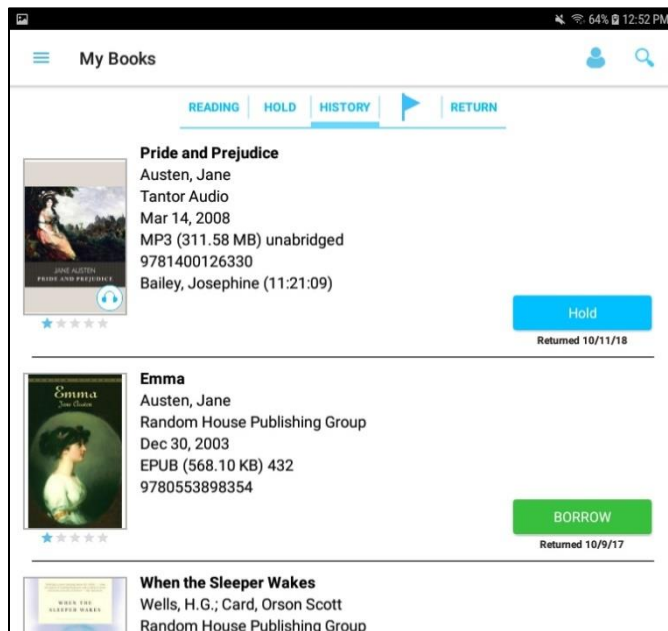 64% 12:52 PM
My Books
READING HOLD HISTORY RETURN
Pride and Prejudice
Austen, Jane
Tantor Audio
Mar 14, 2008
MP3 (311.58 MB) unabridged
9781400126330
Bailey, Josephine (11:21:09)
JANE AUSTEN
PRIDE AND PREJUDICE
Hold
Returned 10/11/18
Emma
Austen, Jane
Random House Publishing Group
Dec 30, 2003
EPUB (568.10 KB) 432
9780553898354
Emma
Jane Austen
BORROW
Returned 10/9/17
When the Sleeper Wakes
Wells, H.G.; Card, Orson Scott
Random House Publishing Group
WHEN THE
SLEEPER WAKES